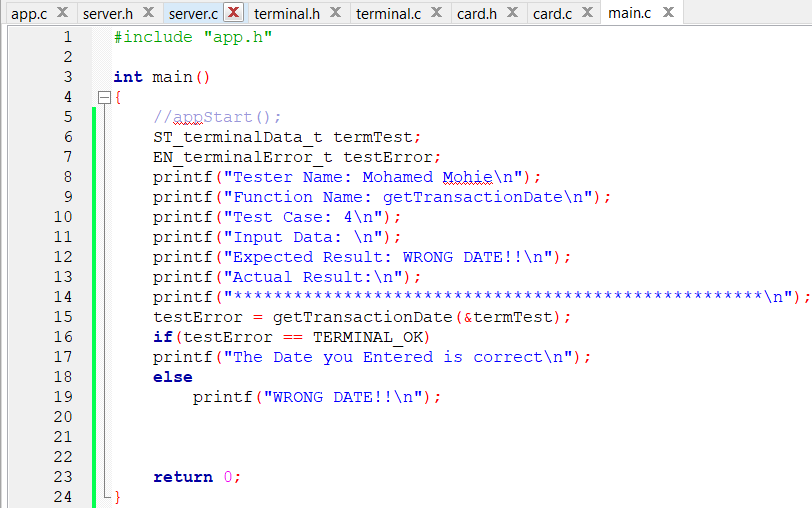 app.c server.h server.c terminal.h terminal.c card.h card.c main.c
1 #include "app.h"
2
3 int main()
4 {
5 //appStart();
6 ST_terminalData_t termTest;
7 EN_terminalError_t testError;
8 printf("Tester Name: Mohamed Mohie\n");
9 printf("Function Name: getTransactionDate\n");
10 printf("Test Case: 4\n");
11 printf("Input Data: \n");
12 printf("Expected Result: WRONG DATE!!\n");
13 printf("Actual Result:\n");
14 printf("*****************************************************\n");
15 testError = getTransactionDate(&termTest);
16 if(testError == TERMINAL_OK)
17 printf("The Date you Entered is correct\n");
18 else
19 printf("WRONG DATE!!\n");
20
21
22
23 return 0;
24 }